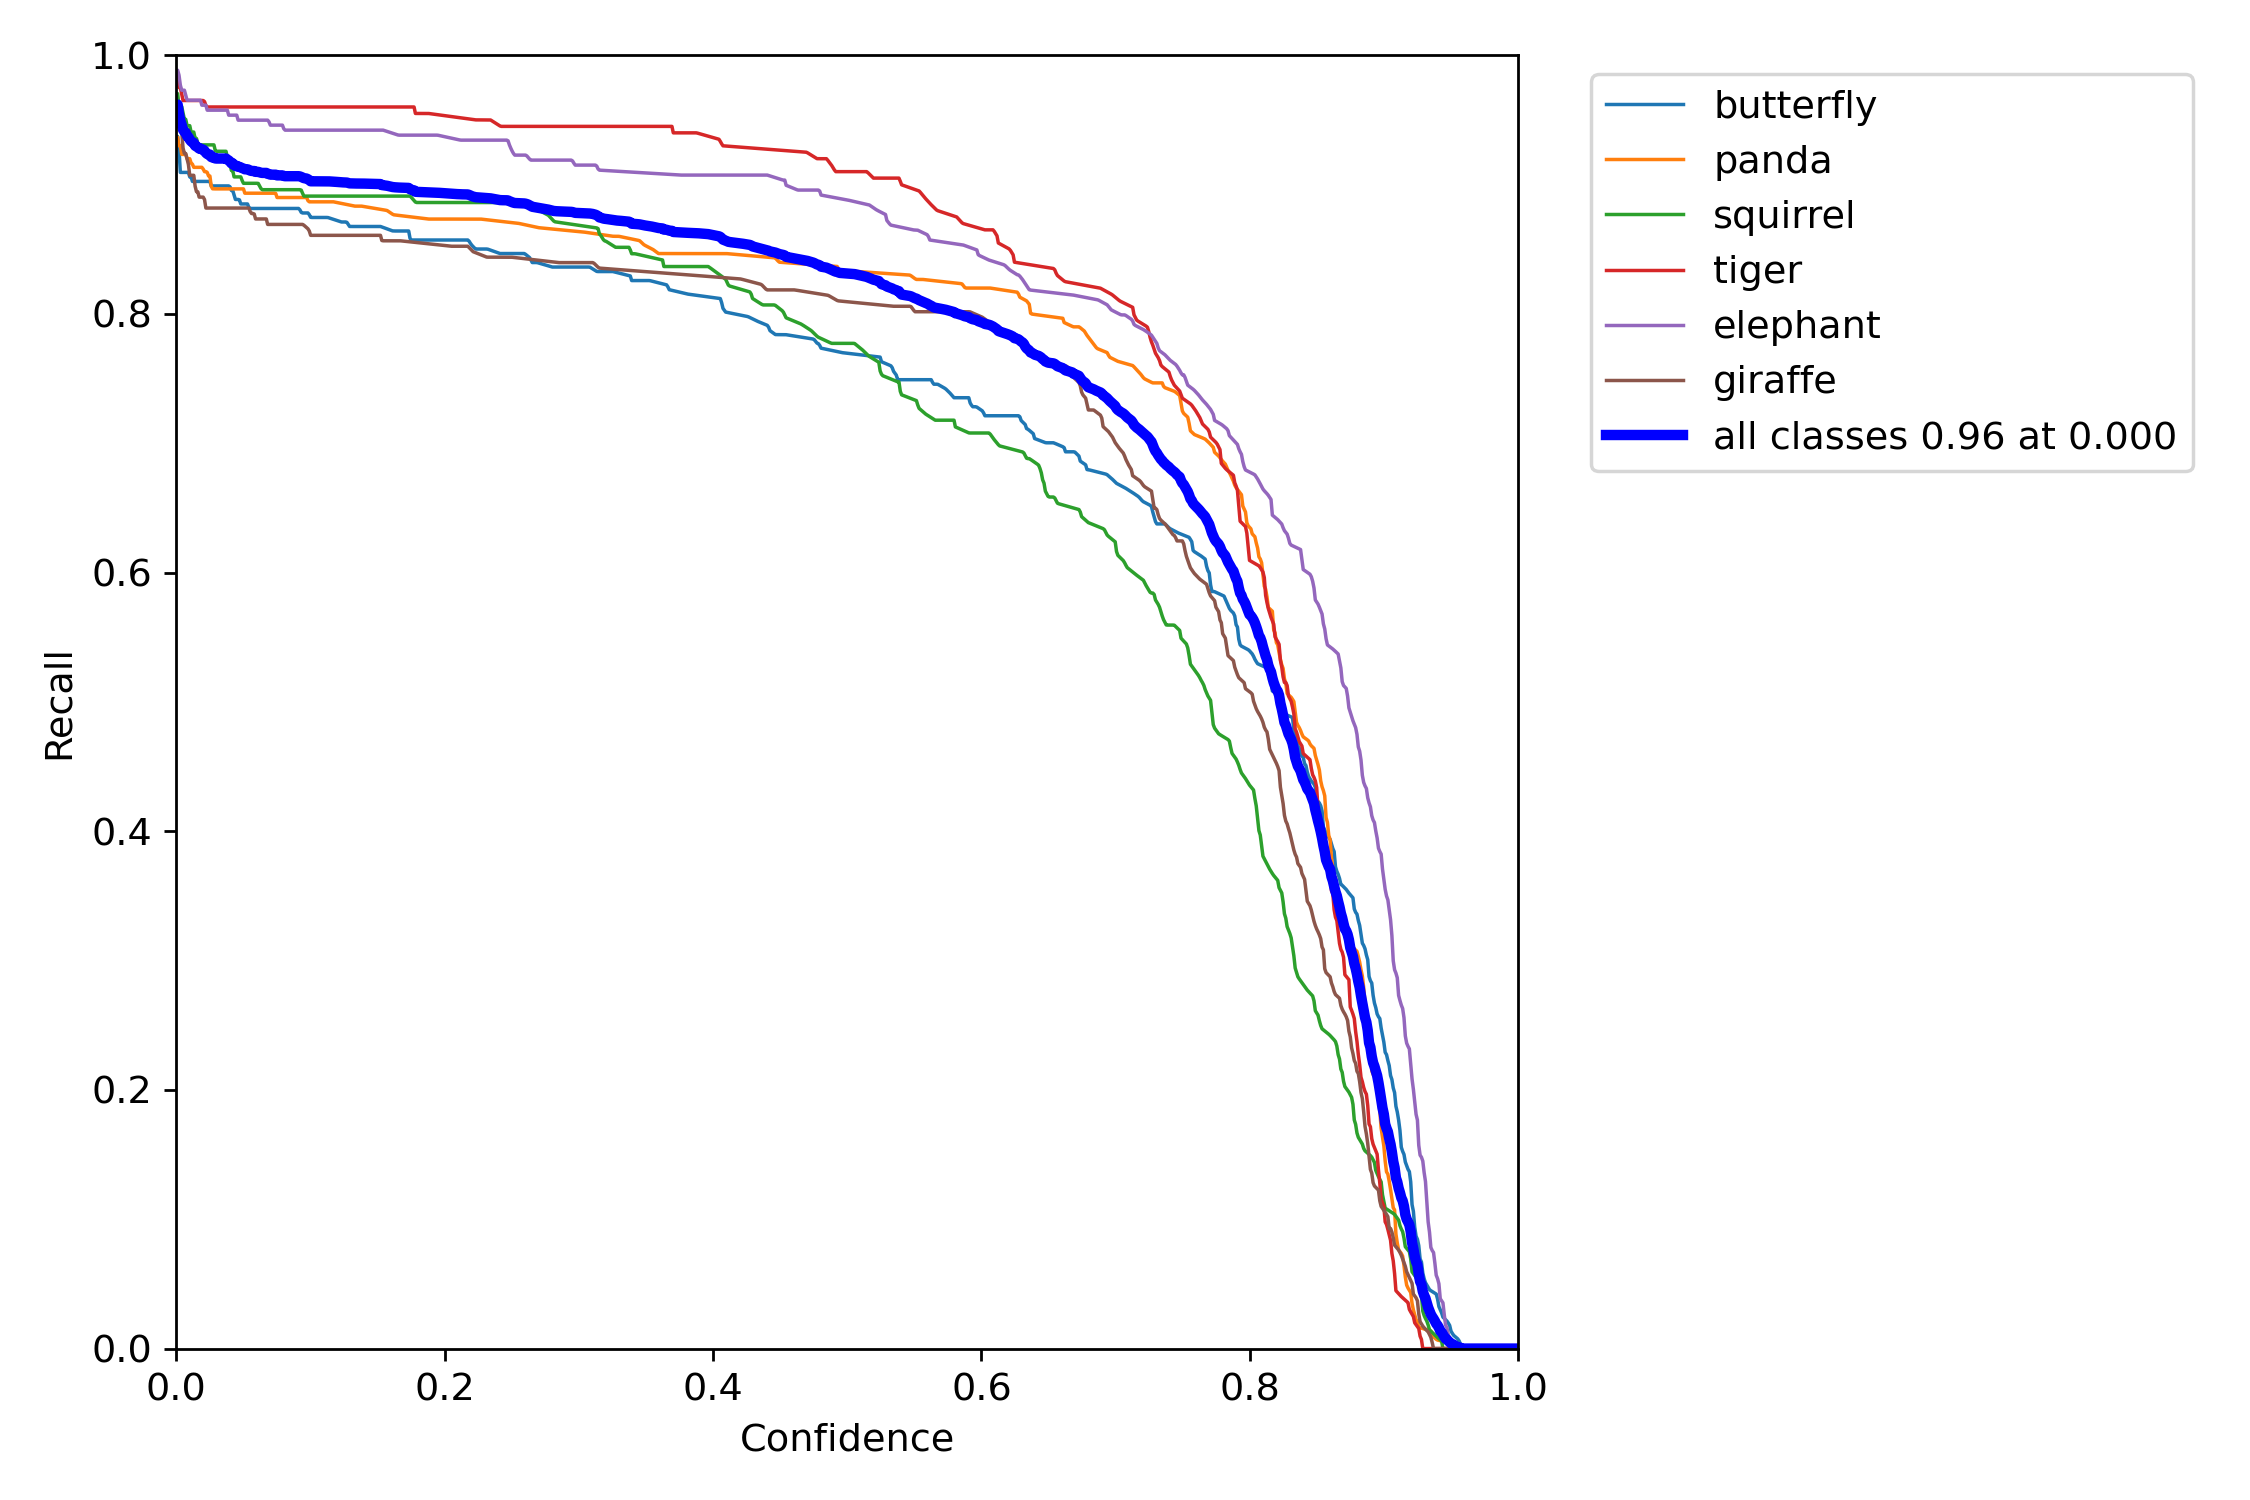 1.0
0.8
0.6
0.4
0.2
0.0
Recall
0.0 0.2 0.4 0.6 0.8 1.0
Confidence
butterfly
panda
squirrel
tiger
elephant
giraffe
all classes 0.96 at 0.000